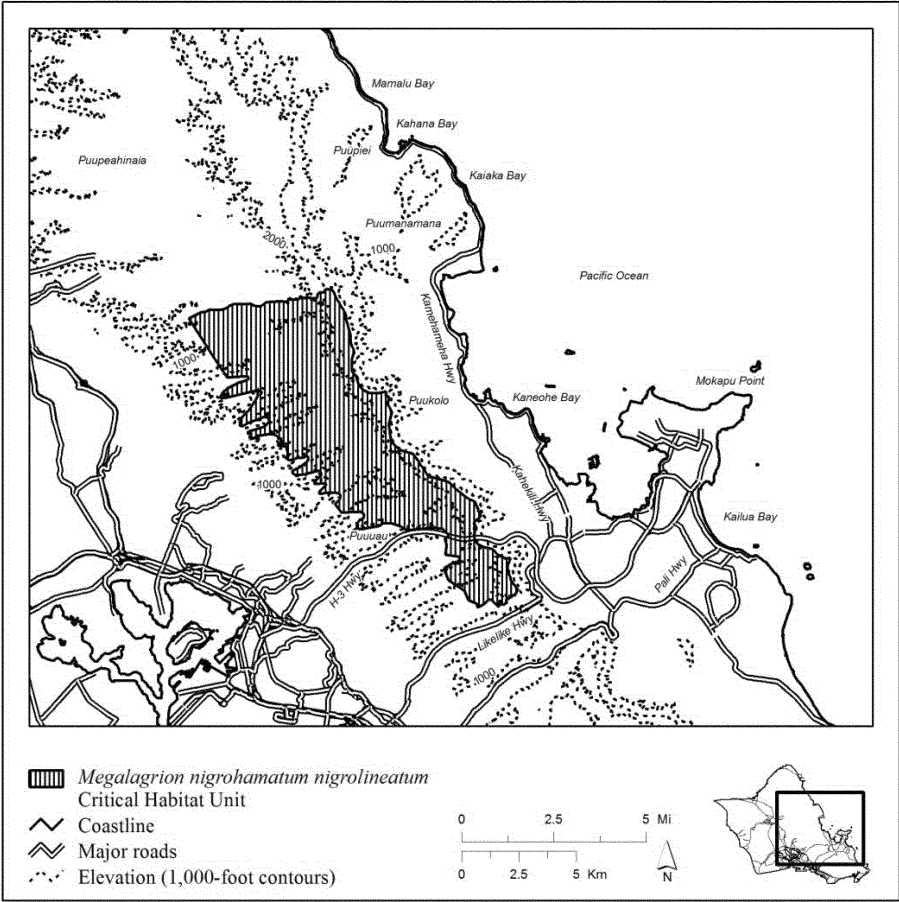 Mamalu Bay
Kahana Bay
Puupiei
Puupeahinaia
Kaiaka Bay
Puumanamana
2000
1000
Pacific Ocean
Kamehameha Hwy
1000
Mokapu Point
Puukolo
Kaneohe Bay
1000
Kahekili Hwy
Kailua Bay
Puuuau
H-3 Hwy
Pali Hwy
Likelike Hwy
1000
Megalagrion nigrohamatum nigrolineatum
Critical Habitat Unit
Coastline
Major roads
Elevation (1,000-foot contours)
0 2.5 5 Mi
0 2.5 5 Km
N